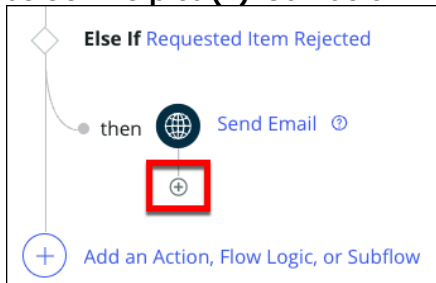 Else If Requested Item Rejected
then Send Email ?
Add an Action, Flow Logic, or Subflow